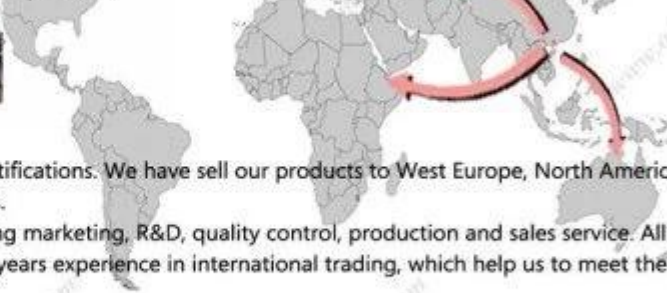 tifications. We have sell our products to West Europe, North Americ
.
ng marketing, R&D, quality control, production and sales service. All
years experience in international trading, which help us to meet the